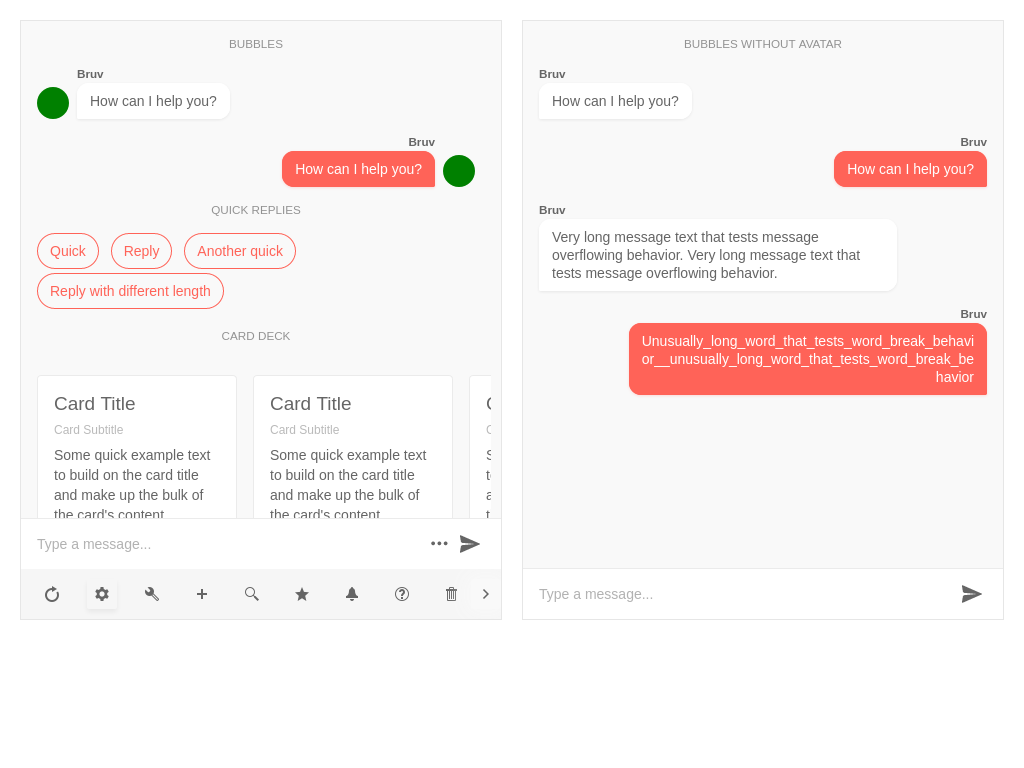 BUBBLES
Bruv
How can I help you?
Bruv
How can I help you?
QUICK REPLIES
Quick
Reply
Another quick
Reply with different length
CARD DECK
Card Title
Card Subtitle
Some quick example text
to build on the card title
and make up the bulk of
the card's content
Card Title
Card Subtitle
Some quick example text
to build on the card title
and make up the bulk of
the card's content
Type a message...
BUBBLES WITHOUT AVATAR
Bruv
How can I help you?
Bruv
How can I help you?
Bruv
Very long message text that tests message
overflowing behavior. Very long message text that
tests message overflowing behavior.
Bruv
Unusually_long_word_that_tests_word_break_behavi
or__unusually_long_word_that_tests_word_break_be
havior
Type a message...